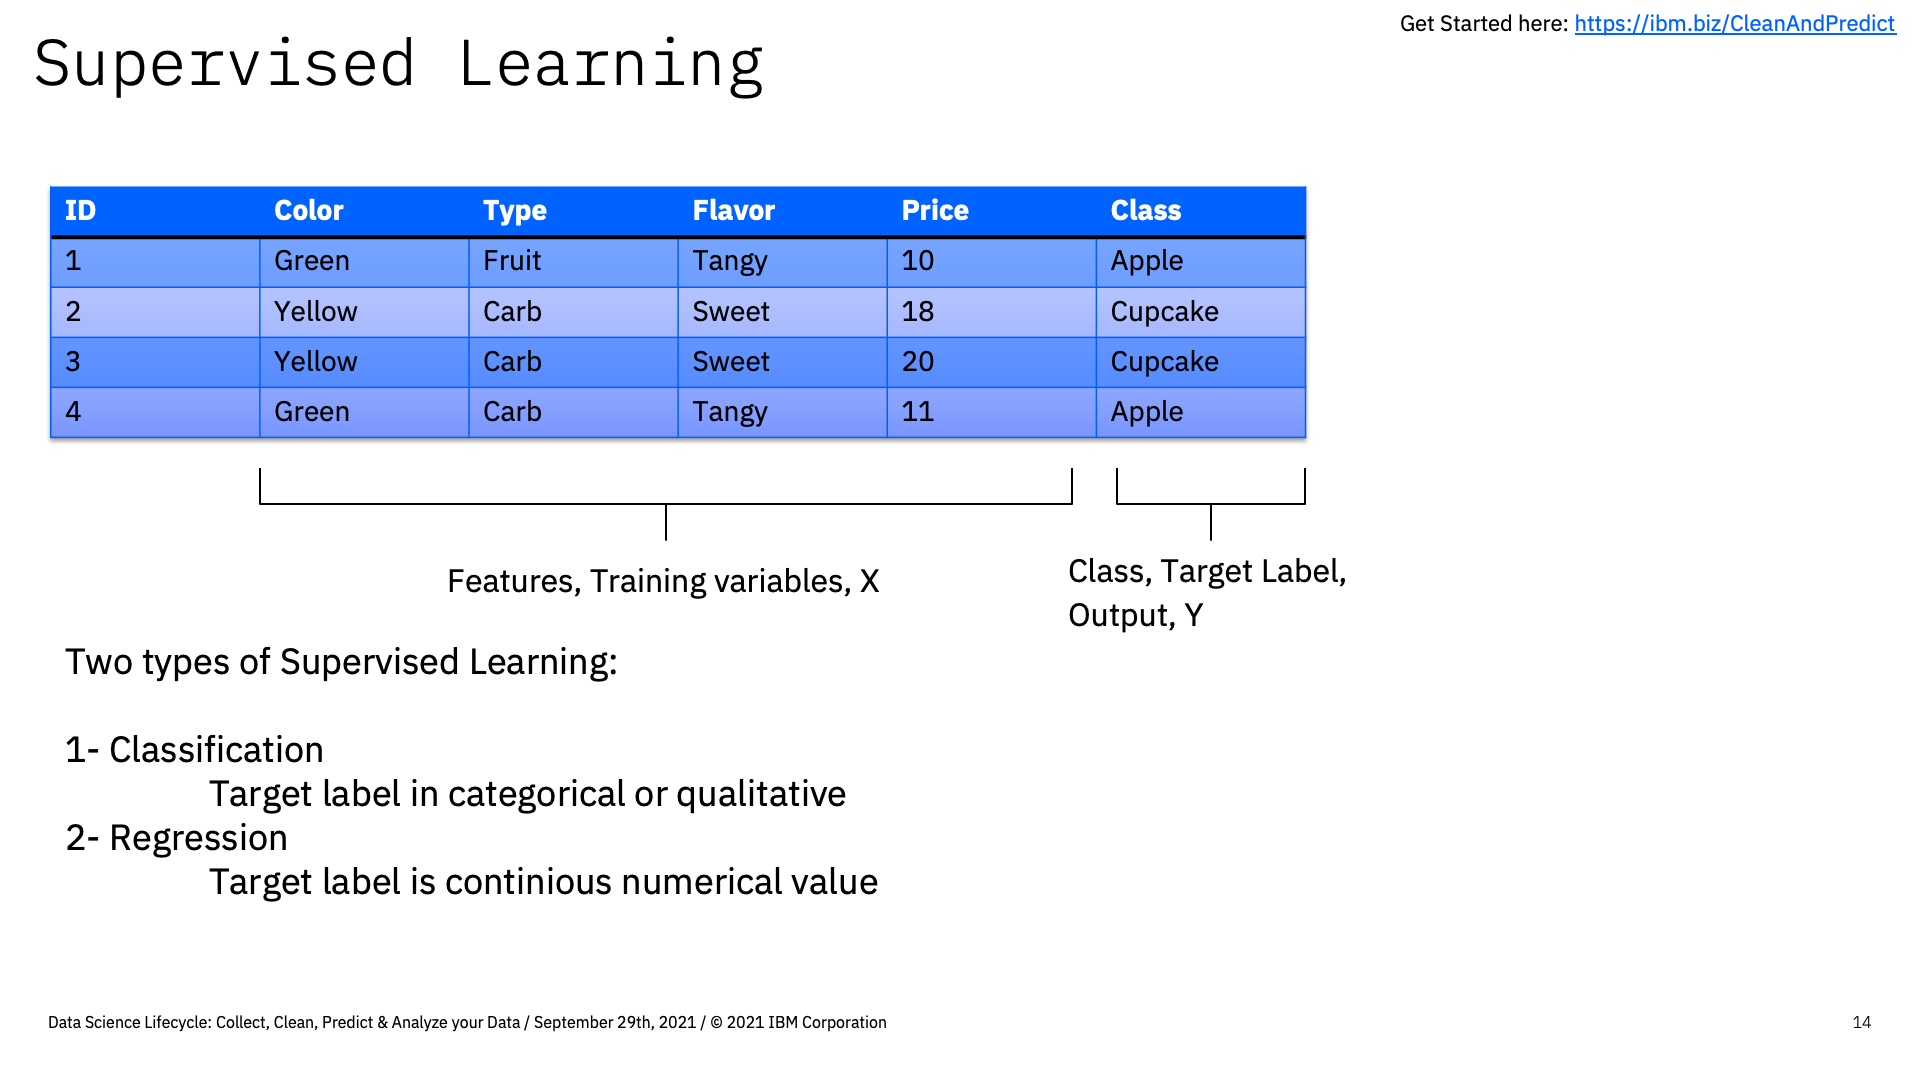 Get Started here: https://ibm.biz/CleanAndPredict
Supervised Learning
ID Color Type Flavor Price Class
1 Green Fruit Tangy 10 Apple
2 Yellow Carb Sweet 18 Cupcake
3 Yellow Carb Sweet 20 Cupcake
4 Green Carb Tangy 11 Apple
Features, Training variables, X
Class, Target Label,
Output, Y
Two types of Supervised Learning:
1- Classification
Target label in categorical or qualitative
2- Regression
Target label is continious numerical value
Data Science Lifecycle: Collect, Clean, Predict & Analyze your Data / September 29th, 2021 / © 2021 IBM Corporation
14